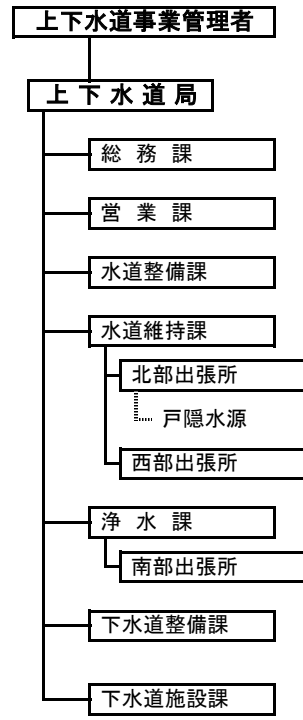 上下水道事業管理者
上下水道局
総務課
営業課
水道整備課
水道維持課
北部出張所
戸隠水源
西部出張所
浄水課
南部出張所
下水道整備課
下水道施設課